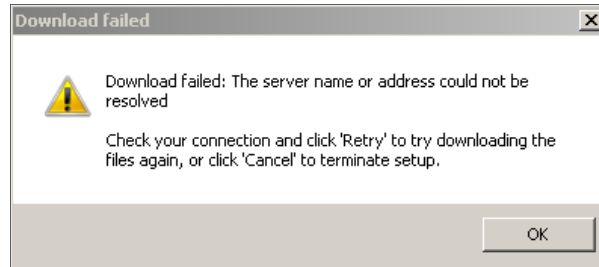 Download failed
Download failed: The server name or address could not be
resolved
Check your connection and click 'Retry' to try downloading the
files again, or click 'Cancel' to terminate setup.
OK